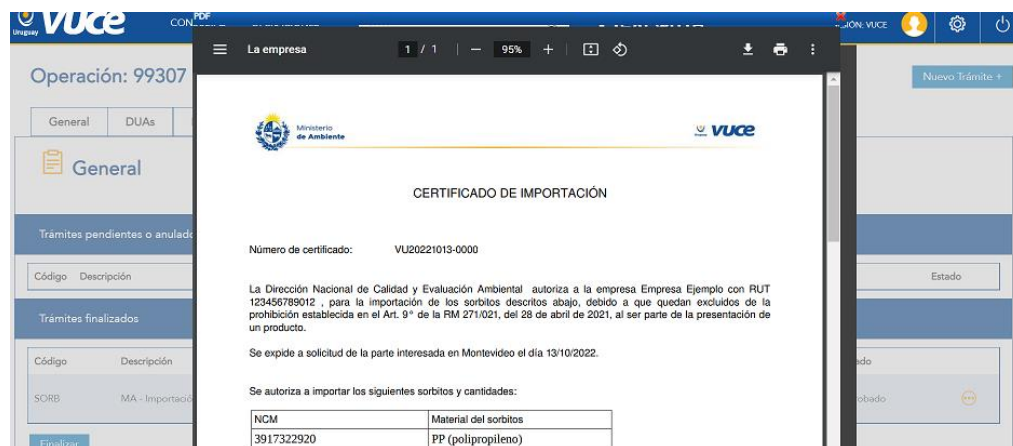 Uruguay VUCE
PDF
VUCE
La empresa
1 / 1
95%
Operación: 99307
Nuevo Trámite +
General
DUAs
General
Ministerio
de Ambiente
Uruguay VUCE
CERTIFICADO DE IMPORTACIÓN
Trámites pendientes o anulado
Número de certificado: VU20221013-0000
Código Descripción
Estado
La Dirección Nacional de Calidad y Evaluación Ambiental autoriza a la empresa Empresa Ejemplo con RUT
123456789012 , para la importación de los sorbitos descritos abajo, debido a que quedan excluidos de la
prohibición establecida en el Art. 9° de la RM 271/021, del 28 de abril de 2021, al ser parte de la presentación de
un producto.
Trámites finalizados
Se expide a solicitud de la parte interesada en Montevideo el día 13/10/2022.
Código Descripción
Se autoriza a importar los siguientes sorbitos y cantidades:
SORB MA - Importació
NCM Material del sorbitos
3917322920 PP (polipropileno)
Finalizar